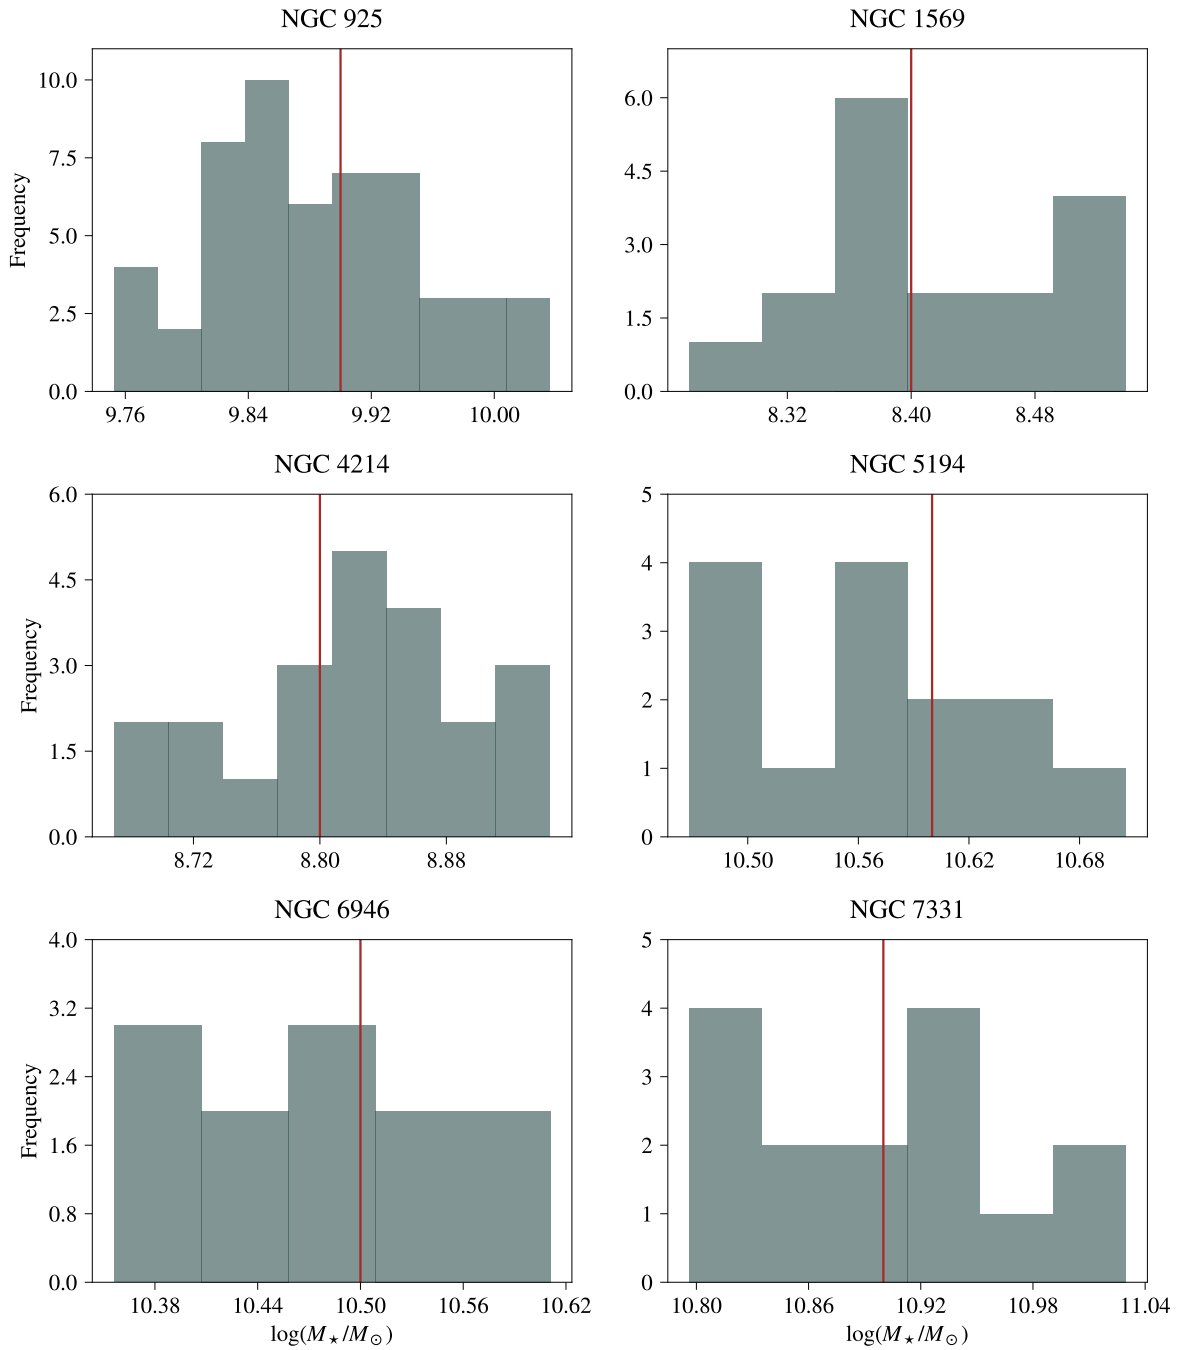 NGC 925
NGC 1569
Frequency
10.0
7.5
5.0
2.5
0.0
9.76 9.84 9.92 10.00
6.0
4.5
3.0
1.5
0.0
8.32 8.40 8.48
NGC 4214
NGC 5194
Frequency
6.0
4.5
3.0
1.5
0.0
8.72 8.80 8.88
5
4
3
2
1
0
10.50 10.56 10.62 10.68
NGC 6946
NGC 7331
Frequency
4.0
3.2
2.4
1.6
0.8
0.0
10.38 10.44 10.50 10.56 10.62
log(M⋆/M⊙)
5
4
3
2
1
0
10.80 10.86 10.92 10.98 11.04
log(M⋆/M⊙)